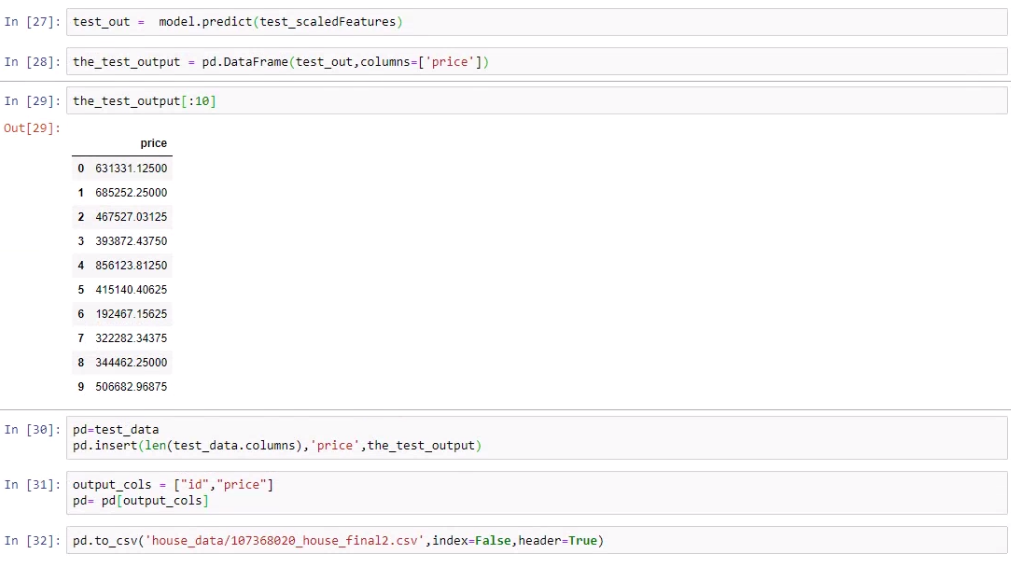 In [27]: test_out =  model.predict(test_scaledFeatures)
In [28]: the_test_output = pd.DataFrame(test_out,columns=['price'])
In [29]: the_test_output[:10]
Out[29]:
price
0 631331.12500
1 685252.25000
2 467527.03125
3 393872.43750
4 856123.81250
5 415140.40625
6 192467.15625
7 322282.34375
8 344462.25000
9 506682.96875
In [30]: pd=test_data
pd.insert(len(test_data.columns),'price',the_test_output)
In [31]: output_cols = ["id","price"]
pd= pd[output_cols]
In [32]: pd.to_csv('house_data/107368020_house_final2.csv',index=False,header=True)